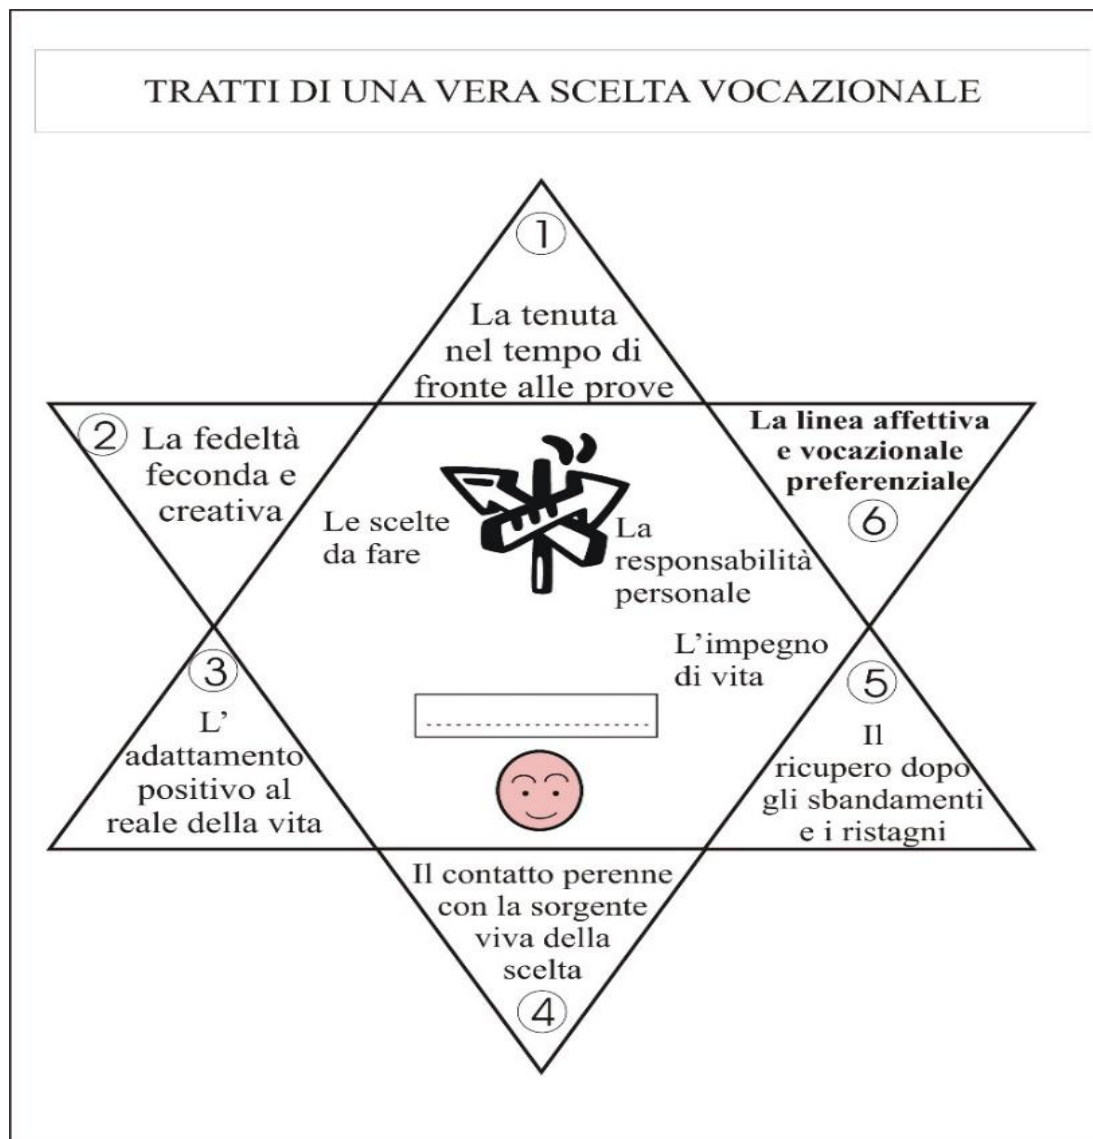 TRATTI DI UNA VERA SCELTA VOCAZIONALE
1
La tenuta
nel tempo di
fronte alle prove
2
La fedeltà
feconda e
creativa
La linea affettiva
e vocazionale
preferenziale
6
Le scelte
da fare
La
responsabilità
personale
L'impegno
di vita
3
L'
adattamento
positivo al
reale della vita
5
Il
ricupero dopo
gli sbandamenti
e i ristagni
Il contatto perenne
con la sorgente
viva della
scelta
4